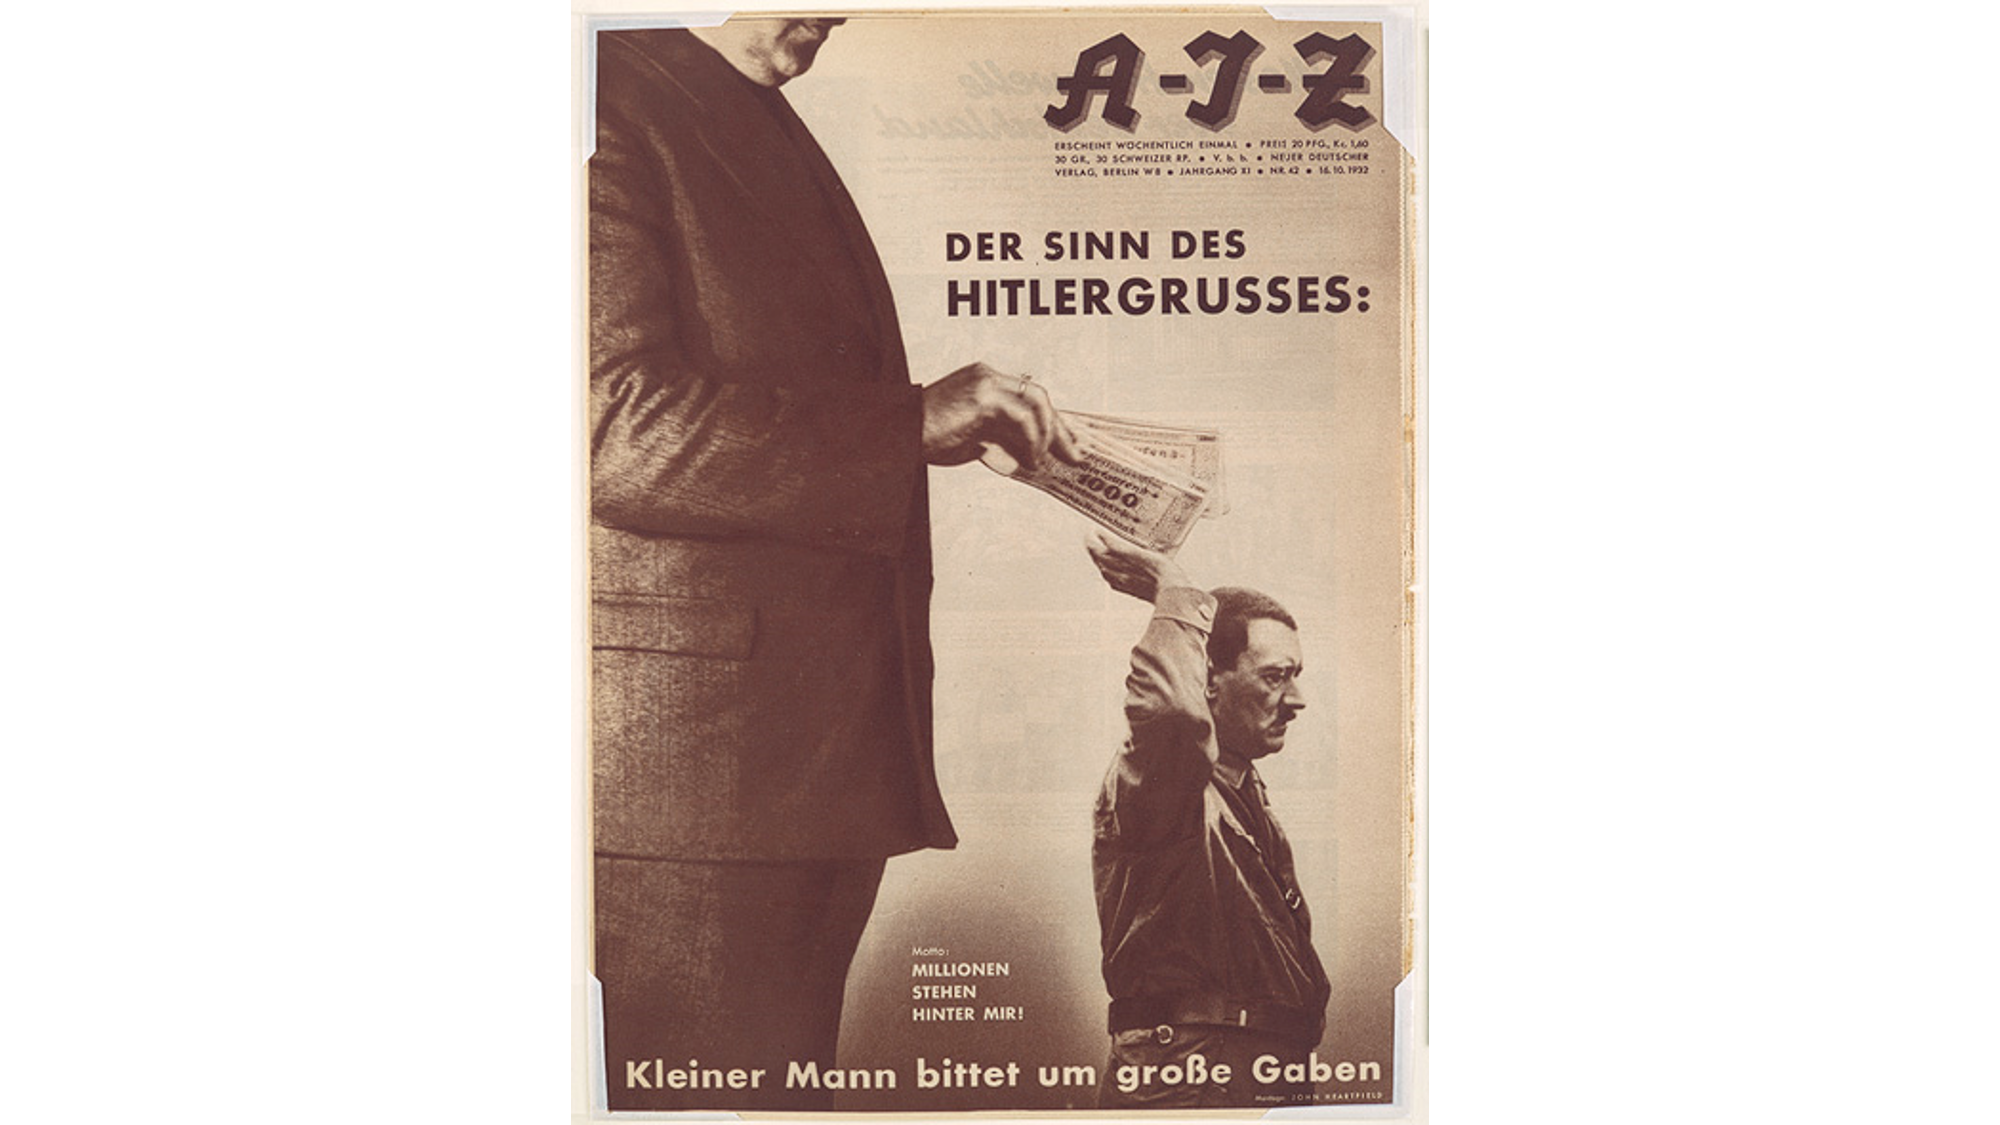 A-J-Z
ERSCHEINT WÖCHENTLICH EINMAL • PREIS 20 PFG., Kc. 1,60
30 GR., 30 SCHWEIZER RP. • V. b. b. • NEUER DEUTSCHER
VERLAG, BERLIN W 8 • JAHRGANG XI • NR. 42 • 16. 10. 1932
DER SINN DES
HITLERGRUSSES:
1000
Motto:
MILLIONEN
STEHEN
HINTER MIR!
Kleiner Mann bittet um große Gaben
Montage: JOHN HEARTFIELD